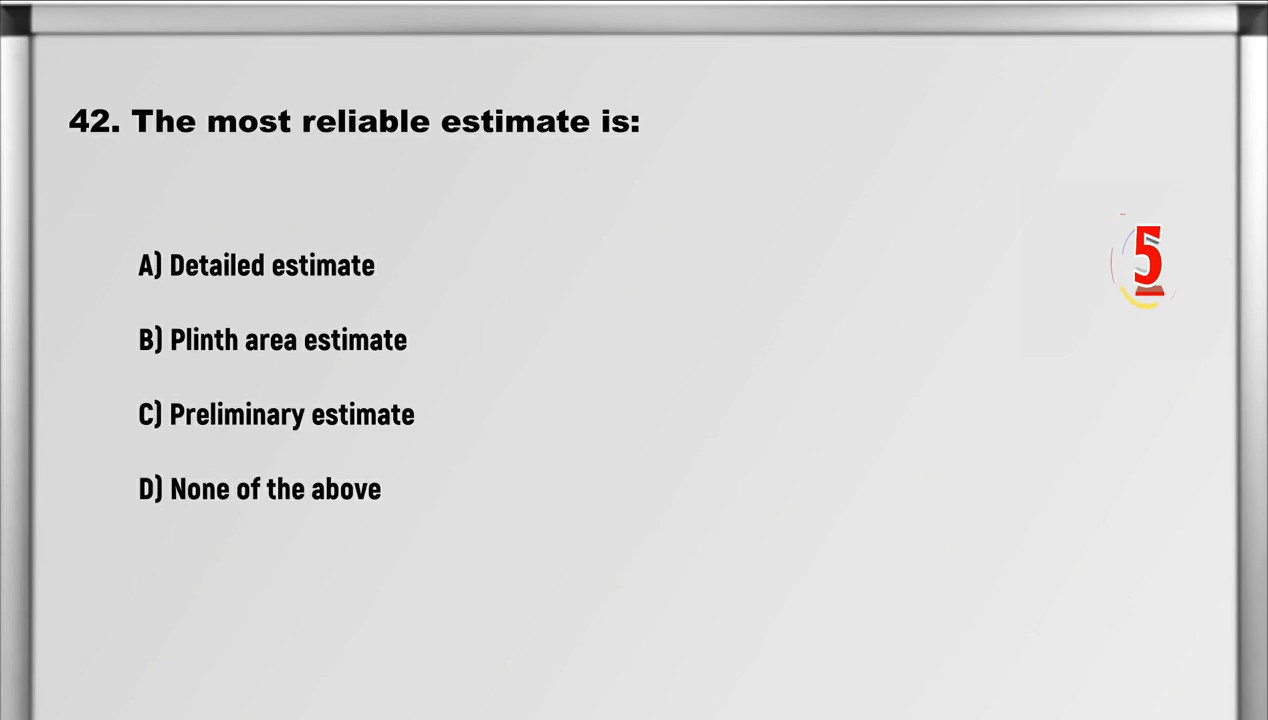 42. The most reliable estimate is:
A) Detailed estimate
5
B) Plinth area estimate
C) Preliminary estimate
D) None of the above